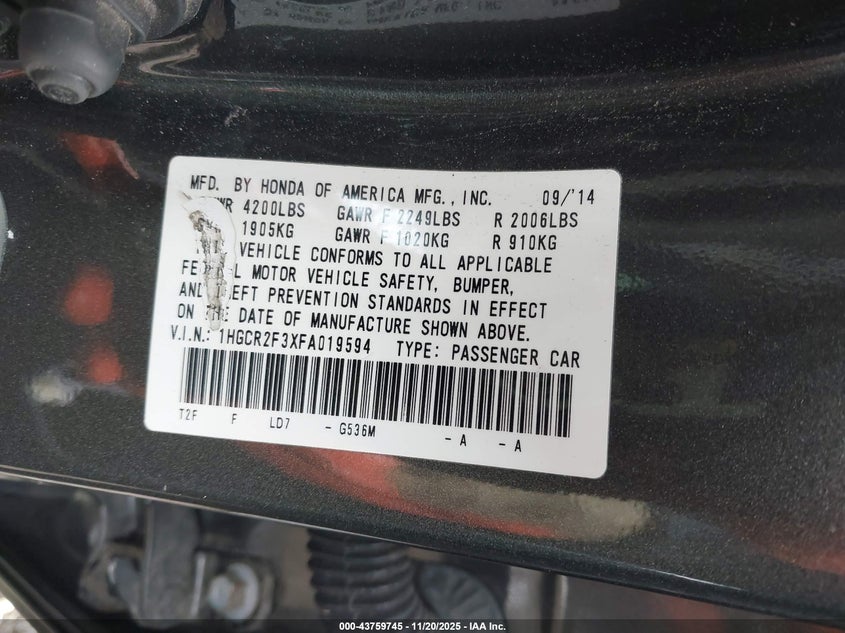 MFD. BY HONDA OF AMERICA MFG., INC. 09/'14
4200LBS GAWR F 2249LBS R 2006LBS
1905KG GAWR F 1020KG R 910KG
VEHICLE CONFORMS TO ALL APPLICABLE
MOTOR VEHICLE SAFETY, BUMPER,
PREVENTION STANDARDS IN EFFECT
ON DATE OF MANUFACTURE SHOWN ABOVE.
V.I.N.: 1HGCR2F3XFA019594 TYPE: PASSENGER CAR
T2F F LD7 - G536M - A - A
000-43759745 - 11/20/2025 - IAA Inc.